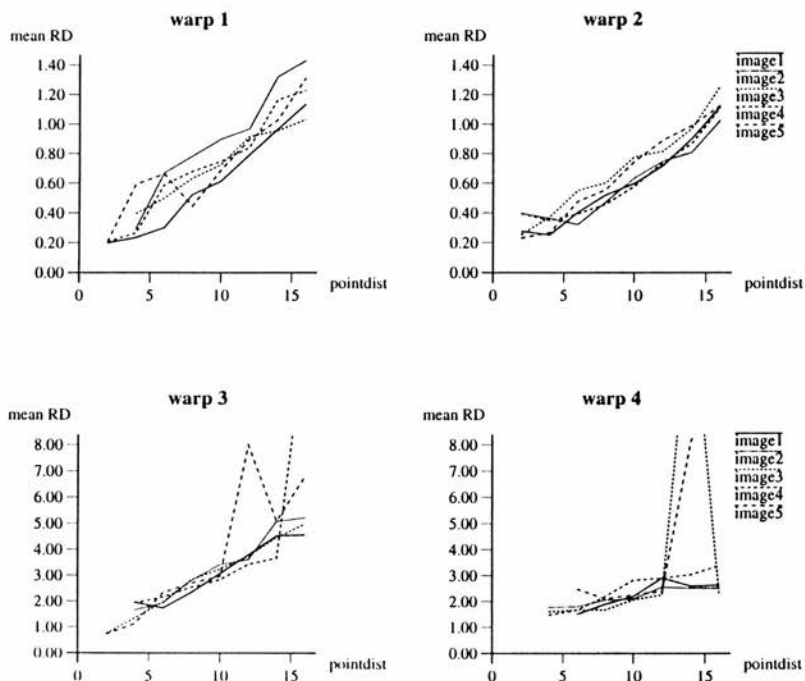 warp 1
mean RD
1.40
1.20
1.00
0.80
0.60
0.40
0.20
0.00
0 5 10 15 pointdist
warp 2
mean RD
1.40
1.20
1.00
0.80
0.60
0.40
0.20
0.00
0 5 10 15 pointdist
image1
image2
image3
image4
image5
warp 3
mean RD
8.00
7.00
6.00
5.00
4.00
3.00
2.00
1.00
0.00
0 5 10 15 pointdist
warp 4
mean RD
8.00
7.00
6.00
5.00
4.00
3.00
2.00
1.00
0.00
0 5 10 15 pointdist
image1
image2
image3
image4
image5